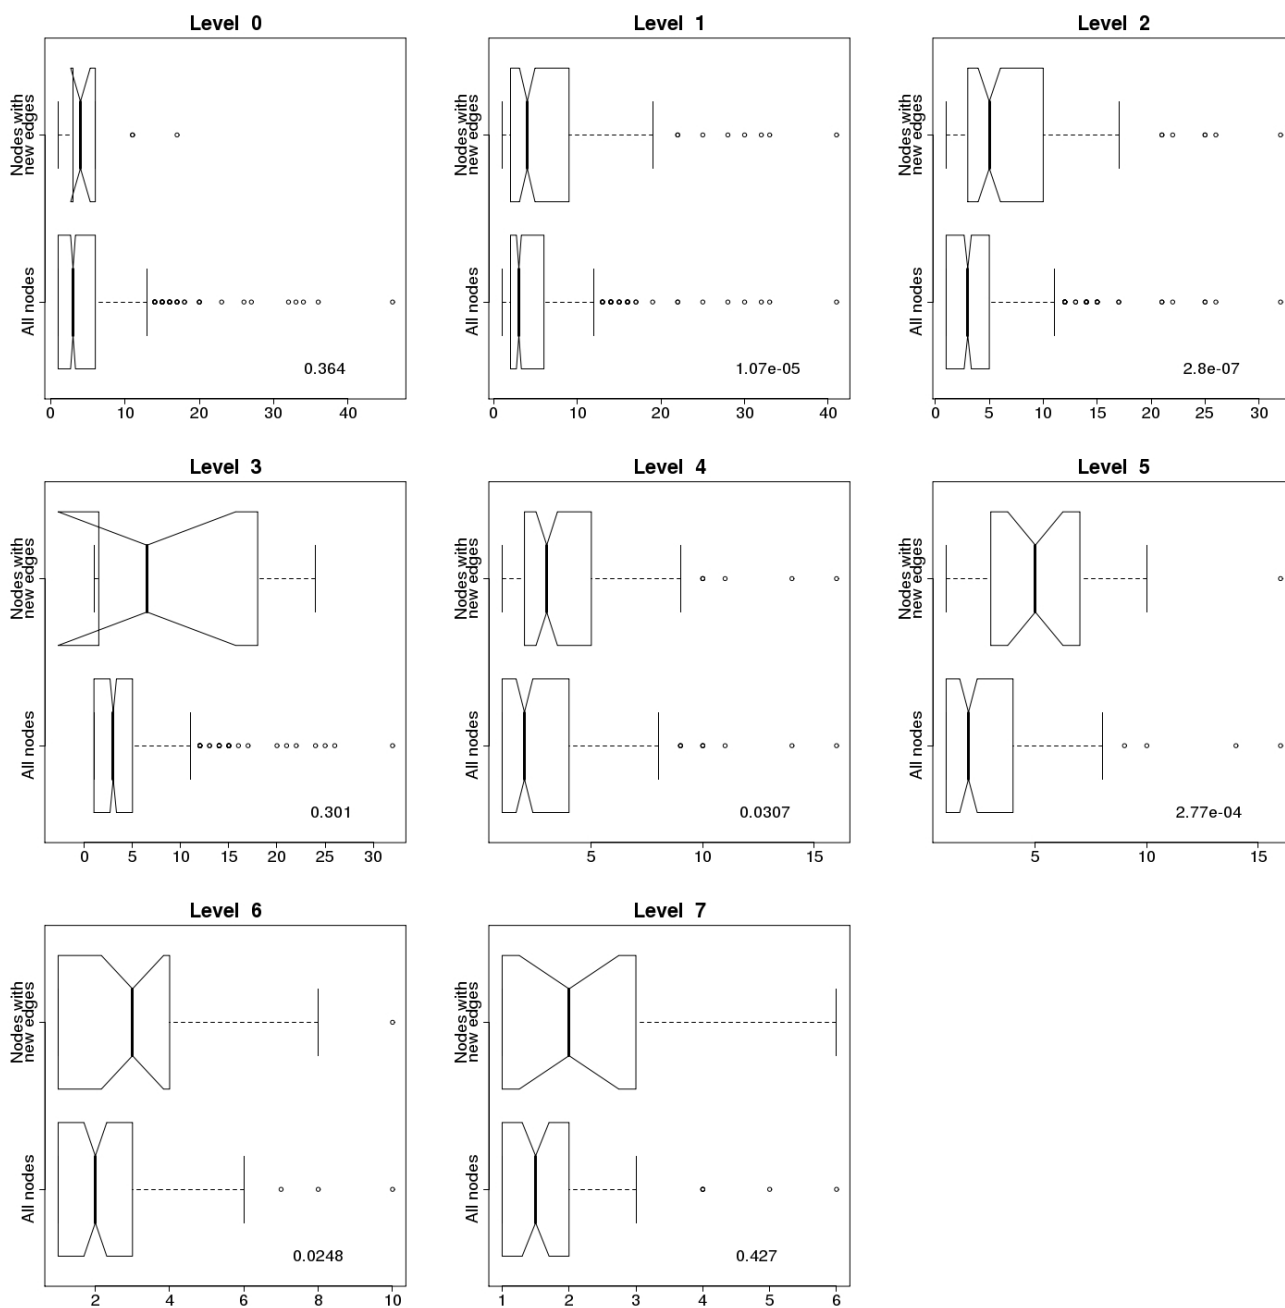 Level 0
Nodes with
new edges
All nodes
0.364
0 10 20 30 40
Level 1
Nodes with
new edges
All nodes
1.07e-05
0 10 20 30 40
Level 2
Nodes with
new edges
All nodes
2.8e-07
0 5 10 15 20 25 30
Level 3
Nodes with
new edges
All nodes
0.301
0 5 10 15 20 25 30
Level 4
Nodes with
new edges
All nodes
0.0307
5 10 15
Level 5
Nodes with
new edges
All nodes
2.77e-04
5 10 15
Level 6
Nodes with
new edges
All nodes
0.0248
2 4 6 8 10
Level 7
Nodes with
new edges
All nodes
0.427
1 2 3 4 5 6